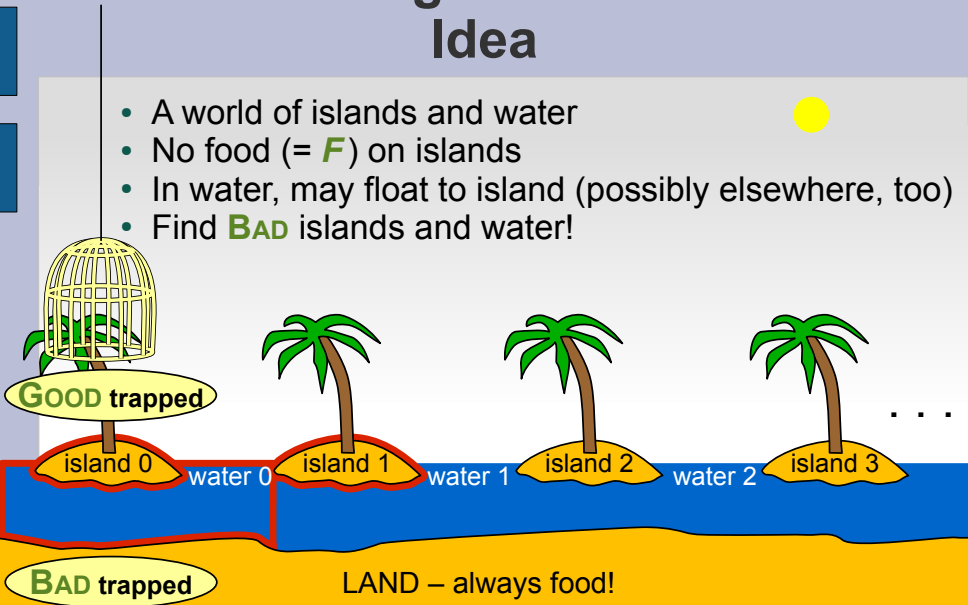 Idea
• A world of islands and water
• No food (= F) on islands
• In water, may float to island (possibly elsewhere, too)
• Find BAD islands and water!
GOOD trapped
. . .
island 0
water 0
island 1
water 1
island 2
water 2
island 3
BAD trapped
LAND – always food!